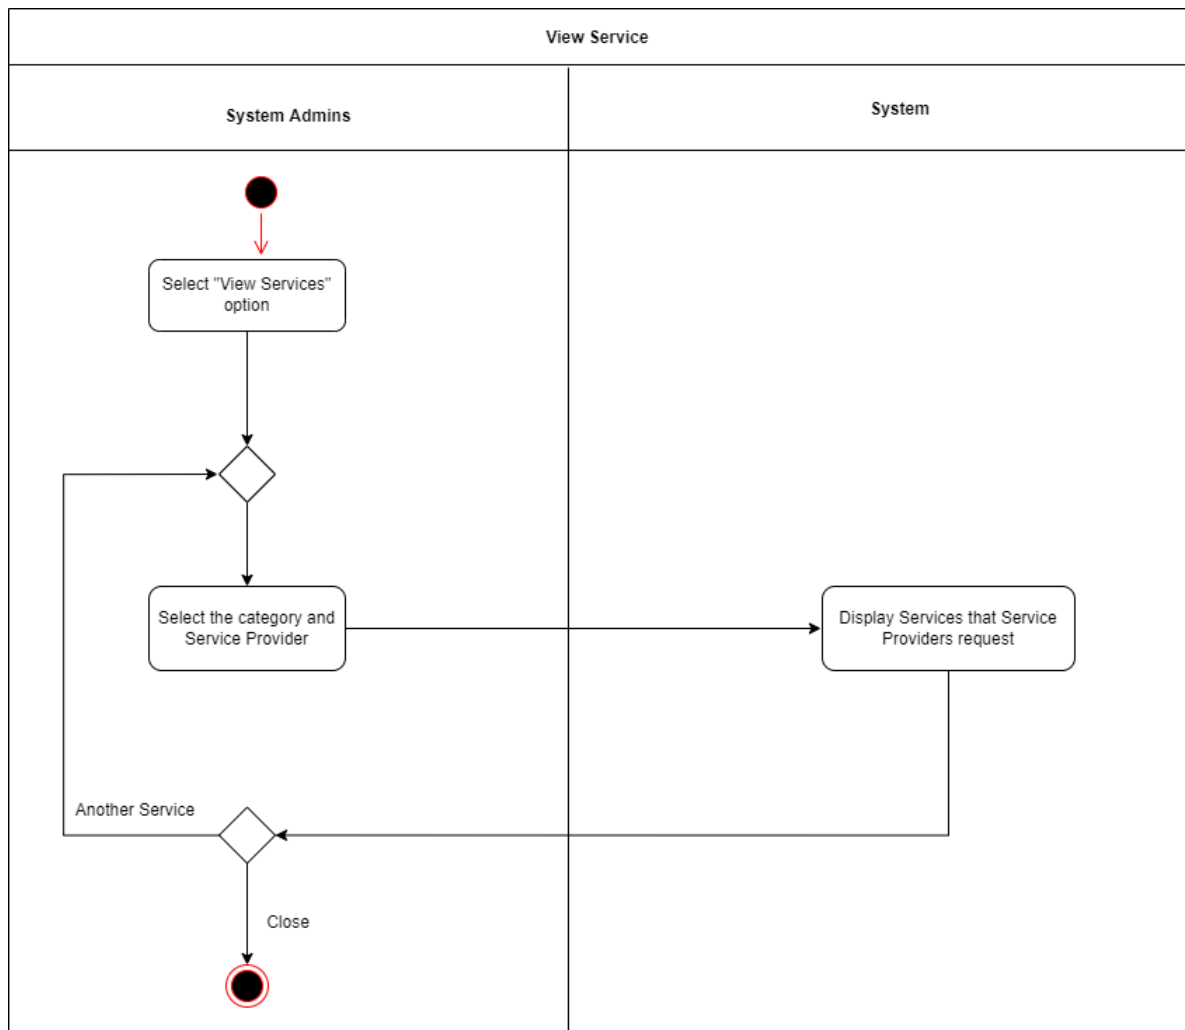 View Service
System Admins
System
Select "View Services"
option
Select the category and
Service Provider
Display Services that Service
Providers request
Another Service
Close